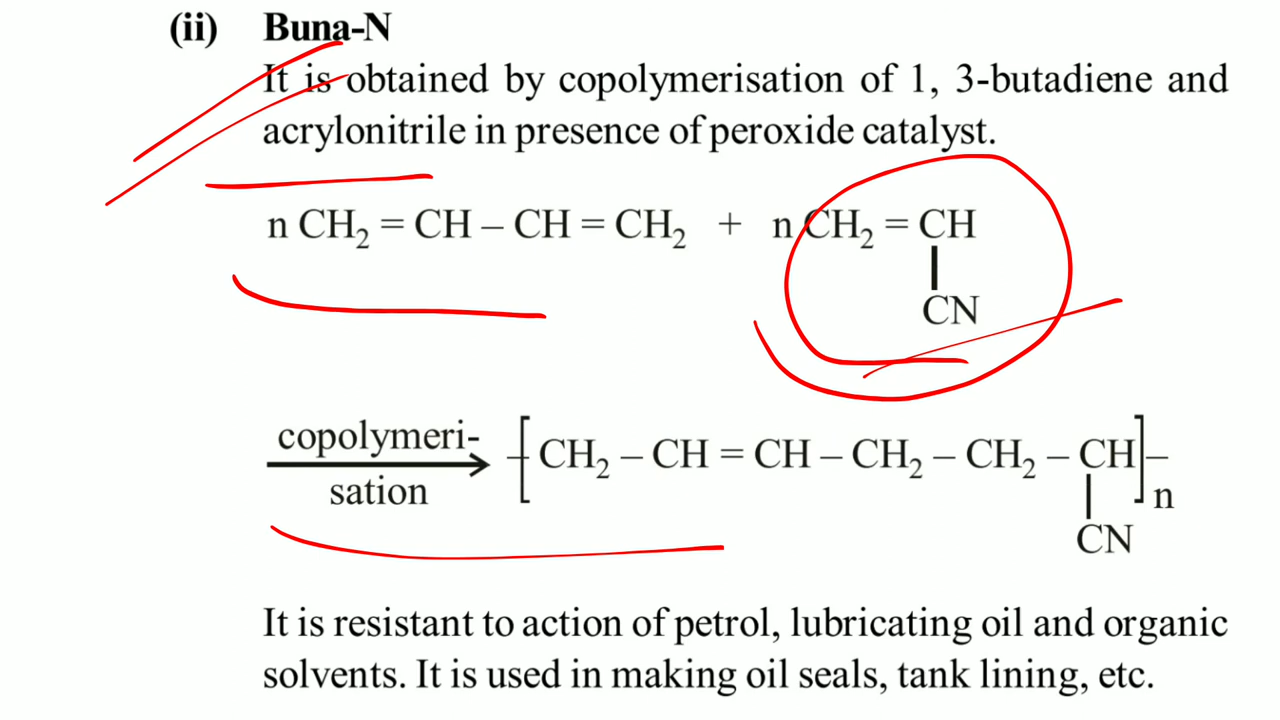 (ii) Buna-N
It is obtained by copolymerisation of 1, 3-butadiene and
acrylonitrile in presence of peroxide catalyst.
n CH₂ = CH – CH = CH₂ + n CH₂ = CH
|
CN
copolymeri-
sation
[CH₂ – CH = CH – CH₂ – CH₂ – CH]n
|
CN
It is resistant to action of petrol, lubricating oil and organic
solvents. It is used in making oil seals, tank lining, etc.